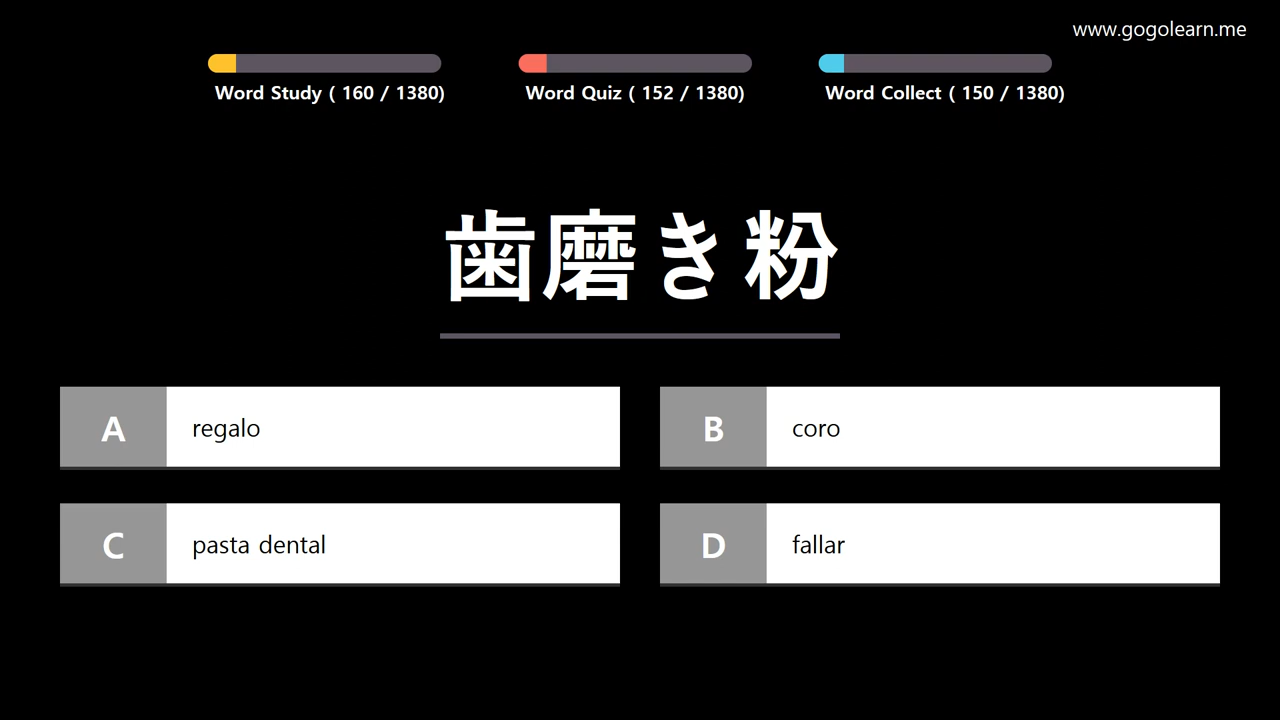 www.gogolearn.me
Word Study ( 160 / 1380)
Word Quiz ( 152 / 1380)
Word Collect ( 150 / 1380)
歯磨き粉
A regalo
B coro
C pasta dental
D fallar